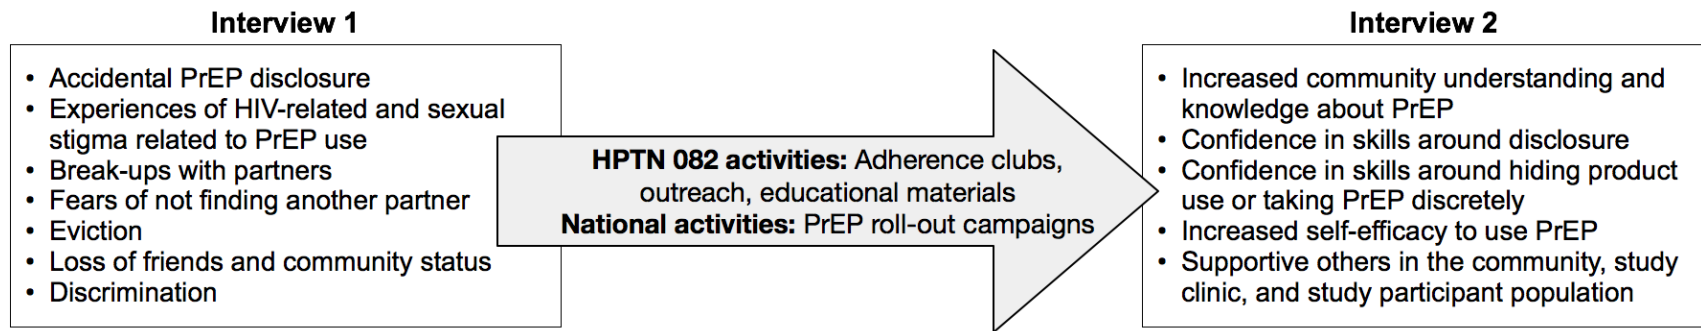 Interview 1
• Accidental PrEP disclosure
• Experiences of HIV-related and sexual
stigma related to PrEP use
• Break-ups with partners
• Fears of not finding another partner
• Eviction
• Loss of friends and community status
• Discrimination
HPTN 082 activities: Adherence clubs,
outreach, educational materials
National activities: PrEP roll-out campaigns
Interview 2
• Increased community understanding and
knowledge about PrEP
• Confidence in skills around disclosure
• Confidence in skills around hiding product
use or taking PrEP discretely
• Increased self-efficacy to use PrEP
• Supportive others in the community, study
clinic, and study participant population